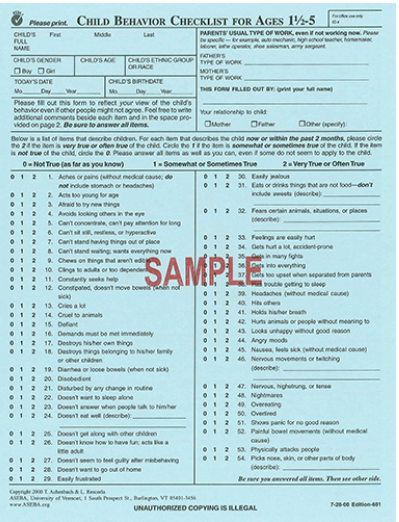 Please print. CHILD BEHAVIOR CHECKLIST FOR AGES 1½-5
For office use only
ID #
CHILD'S FULL NAME
First Middle Last
CHILD'S GENDER
Boy Girl
CHILD'S AGE
CHILD'S ETHNIC GROUP OR RACE
TODAY'S DATE
Mo. Day Year
CHILD'S BIRTHDATE
Mo. Day Year
Please fill out this form to reflect your view of the child's
behavior even if other people might not agree. Feel free to write
additional comments beside each item and in the space pro-
vided on page 2. Be sure to answer all items.
PARENTS' USUAL TYPE OF WORK, even if not working now. Please
be specific — for example, auto mechanic, high school teacher, homemaker,
laborer, lathe operator, shoe salesman, army sergeant.
FATHER'S
TYPE OF WORK
MOTHER'S
TYPE OF WORK
THIS FORM FILLED OUT BY: (print your full name)
Your relationship to child:
Mother Father Other (specify):
Below is a list of items that describe children. For each item that describes the child now or within the past 2 months, please circle
the 2 if the item is very true or often true of the child. Circle the 1 if the item is somewhat or sometimes true of the child. If the item
is not true of the child, circle the 0. Please answer all items as well as you can, even if some do not seem to apply to the child.
0 = Not True (as far as you know) 1 = Somewhat or Sometimes True 2 = Very True or Often True
0 1 2 1. Aches or pains (without medical cause; do
not include stomach or headaches)
0 1 2 2. Acts too young for age
0 1 2 3. Afraid to try new things
0 1 2 4. Avoids looking others in the eye
0 1 2 5. Can't concentrate, can't pay attention for long
0 1 2 6. Can't sit still, restless, or hyperactive
0 1 2 7. Can't stand having things out of place
0 1 2 8. Can't stand waiting; wants everything now
0 1 2 9. Chews on things that aren't edible
0 1 2 10. Clings to adults or too dependent
0 1 2 11. Constantly seeks help
0 1 2 12. Constipated, doesn't move bowels (when not
sick)
0 1 2 13. Cries a lot
0 1 2 14. Cruel to animals
0 1 2 15. Defiant
0 1 2 16. Demands must be met immediately
0 1 2 17. Destroys his/her own things
0 1 2 18. Destroys things belonging to his/her family
or other children
0 1 2 19. Diarrhea or loose bowels (when not sick)
0 1 2 20. Disobedient
0 1 2 21. Disturbed by any change in routine
0 1 2 22. Doesn't want to sleep alone
0 1 2 23. Doesn't answer when people talk to him/her
0 1 2 24. Doesn't eat well (describe):
0 1 2 25. Doesn't get along with other children
0 1 2 26. Doesn't know how to have fun; acts like a
little adult
0 1 2 27. Doesn't seem to feel guilty after misbehaving
0 1 2 28. Doesn't want to go out of home
0 1 2 29. Easily frustrated
0 1 2 30. Easily jealous
0 1 2 31. Eats or drinks things that are not food—don't
include sweets (describe):
0 1 2 32. Fears certain animals, situations, or places
(describe):
0 1 2 33. Feelings are easily hurt
0 1 2 34. Gets hurt a lot, accident-prone
0 1 2 35. Gets in many fights
0 1 2 36. Gets into everything
0 1 2 37. Gets too upset when separated from parents
0 1 2 38. Has trouble getting to sleep
0 1 2 39. Headaches (without medical cause)
0 1 2 40. Hits others
0 1 2 41. Holds his/her breath
0 1 2 42. Hurts animals or people without meaning to
0 1 2 43. Looks unhappy without good reason
0 1 2 44. Angry moods
0 1 2 45. Nausea, feels sick (without medical cause)
0 1 2 46. Nervous movements or twitching
(describe):
0 1 2 47. Nervous, highstrung, or tense
0 1 2 48. Nightmares
0 1 2 49. Overeating
0 1 2 50. Overtired
0 1 2 51. Shows panic for no good reason
0 1 2 52. Painful bowel movements (without medical
cause)
0 1 2 53. Physically attacks people
0 1 2 54. Picks nose, skin, or other parts of body
(describe):
Be sure you answered all items. Then see other side.
SAMPLE
Copyright 2000 T. Achenbach & L. Rescorla
ASEBA, University of Vermont, 1 South Prospect St., Burlington, VT 05401-3456
www.ASEBA.org
UNAUTHORIZED COPYING IS ILLEGAL
7-28-00 Edition-601